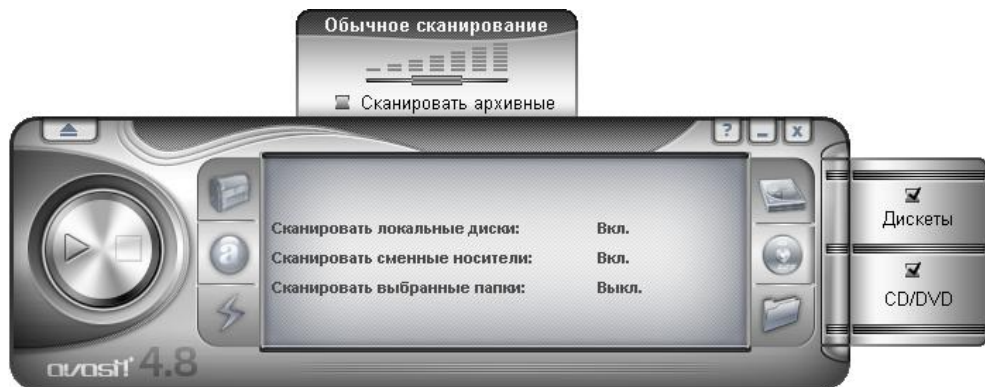 Обычное сканирование
Сканировать архивные
? _ x
Сканировать локальные диски: Вкл.
Сканировать сменные носители: Вкл.
Сканировать выбранные папки: Выкл.
a
Дискеты
CD/DVD
avast! 4.8